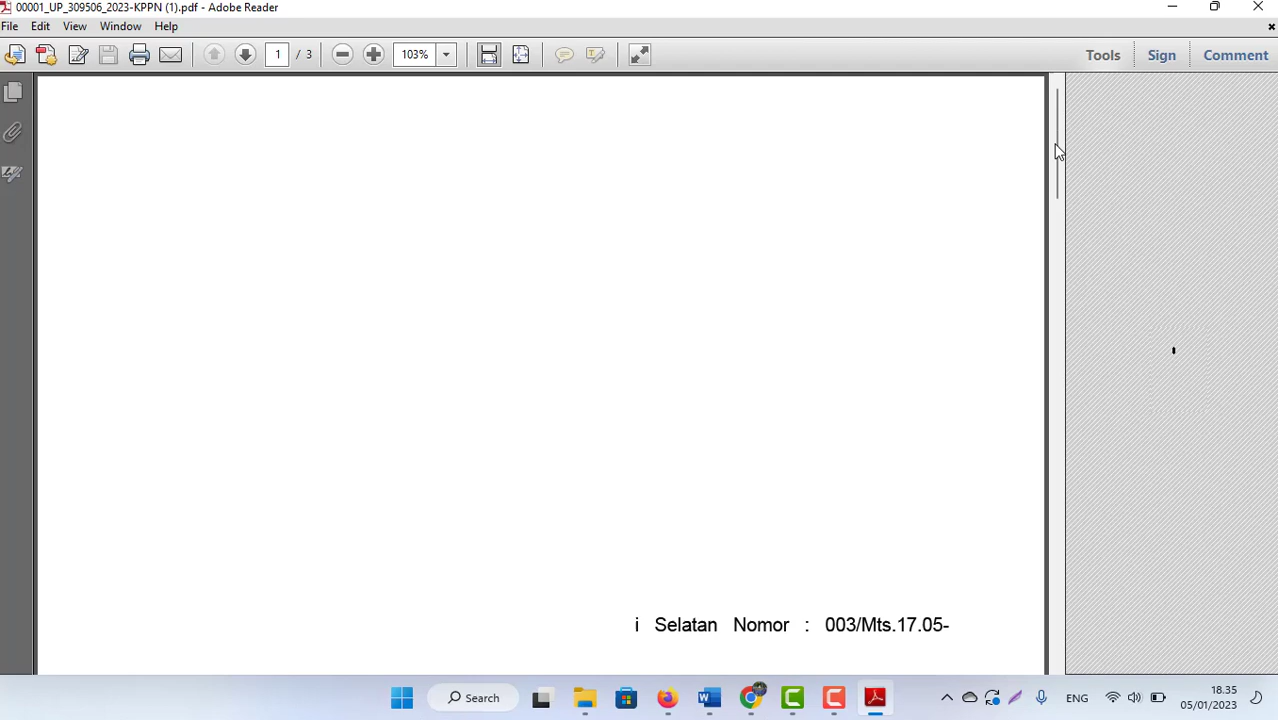 00001_UP_309506_2023-KPPN (1).pdf - Adobe Reader
File Edit View Window Help
1 / 3 103% Tools Sign Comment
i Selatan Nomor : 003/Mts.17.05-
Search ENG 18.35
05/01/2023